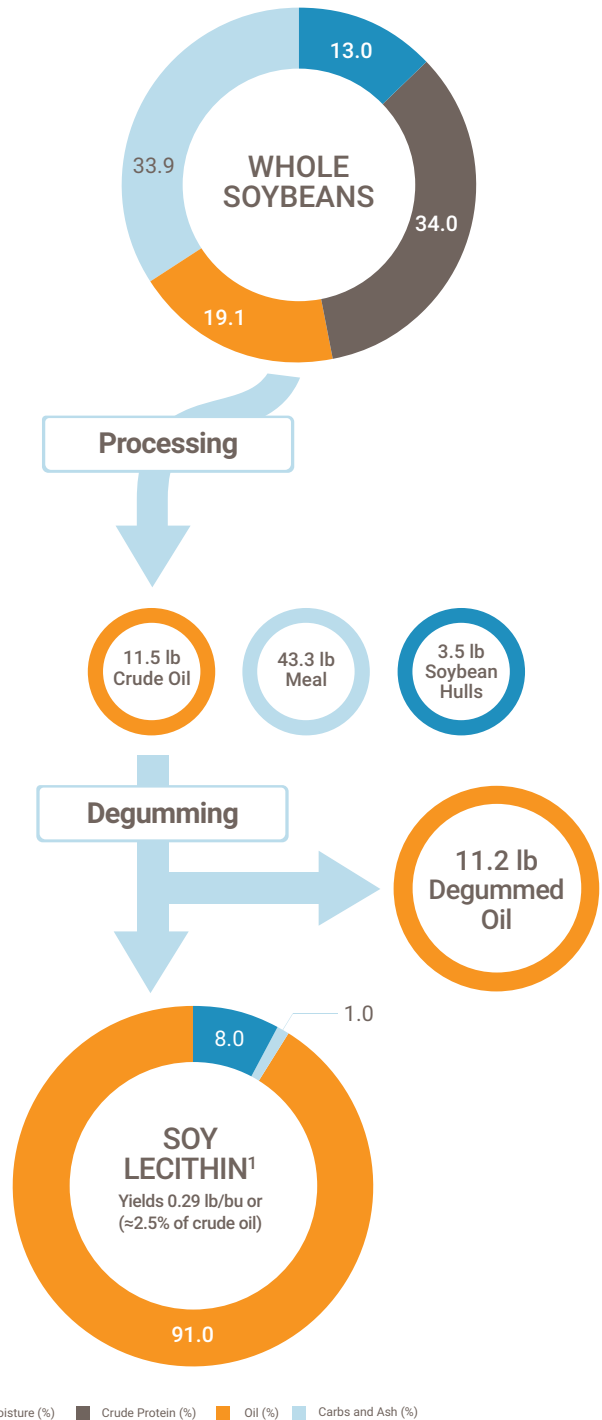 13.0
33.9
WHOLE
SOYBEANS
34.0
19.1
Processing
11.5 lb
Crude Oil
43.3 lb
Meal
3.5 lb
Soybean
Hulls
Degumming
11.2 lb
Degummed
Oil
1.0
8.0
SOY
LECITHIN¹
Yields 0.29 lb/bu or
(≈2.5% of crude oil)
91.0
oisture (%) Crude Protein (%) Oil (%) Carbs and Ash (%)